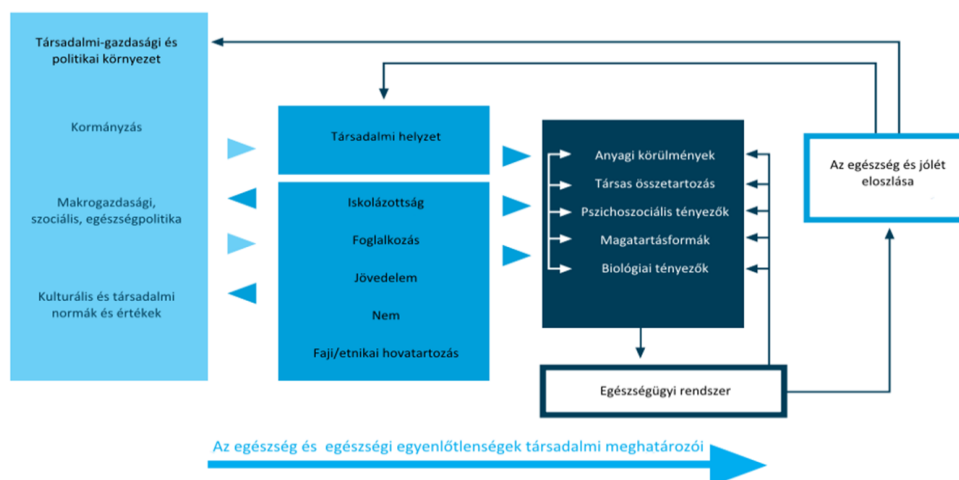 Társadalmi-gazdasági és
politikai környezet
Kormányzás
Makrogazdasági,
szociális, egészségpolitika
Kulturális és társadalmi
normák és értékek
Társadalmi helyzet
Iskolázottság
Foglalkozás
Jövedelem
Nem
Faji/etnikai hovatartozás
Anyagi körülmények
Társas összetartozás
Pszichoszociális tényezők
Magatartásformák
Biológiai tényezők
Egészségügyi rendszer
Az egészség és jólét
eloszlása
Az egészség és egészségi egyenlőtlenségek társadalmi meghatározói